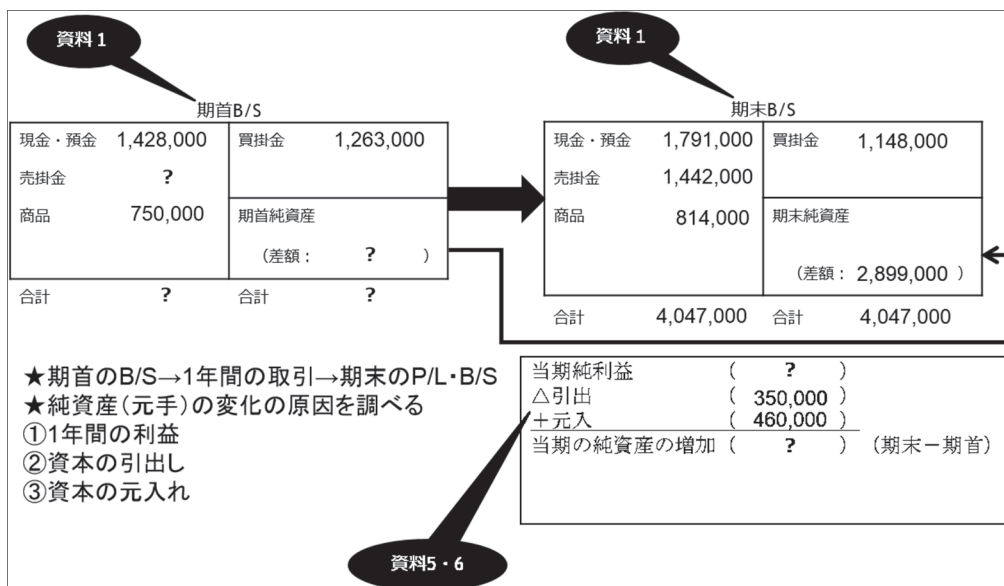 資料1
資料1
期首B/S
現金・預金 1,428,000 買掛金 1,263,000
売掛金 ?
商品 750,000 期首純資産
(差額: ? )
合計 ? 合計 ?
期末B/S
現金・預金 1,791,000 買掛金 1,148,000
売掛金 1,442,000
商品 814,000 期末純資産
(差額: 2,899,000 )
合計 4,047,000 合計 4,047,000
★期首のB/S→1年間の取引→期末のP/L・B/S
★純資産(元手)の変化の原因を調べる
①1年間の利益
②資本の引出し
③資本の元入れ
当期純利益 ( ? )
△引出 ( 350,000 )
+元入 ( 460,000 )
当期の純資産の増加 ( ? ) (期末-期首)
資料5・6